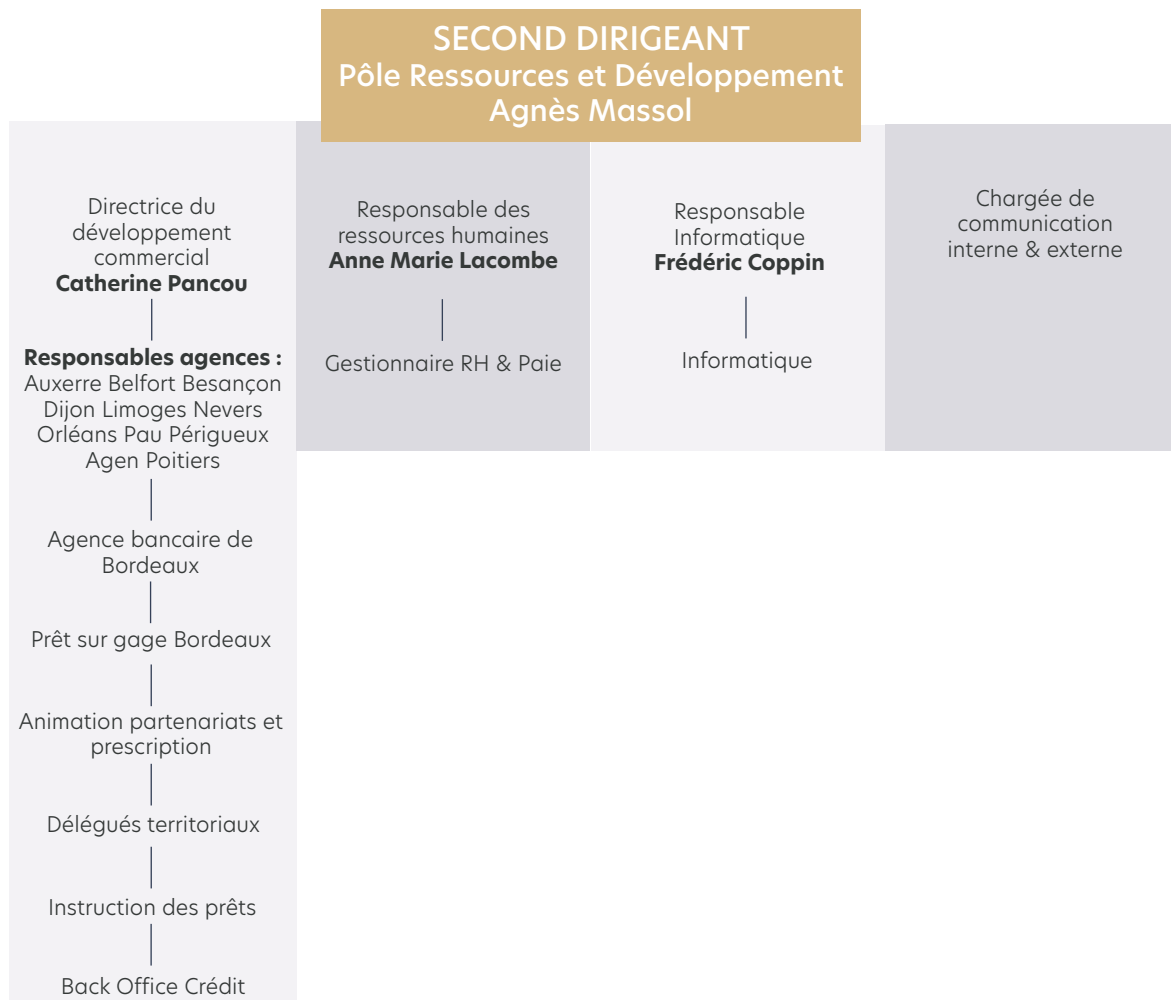 SECOND DIRIGEANT
Pôle Ressources et Développement
Agnès Massol
Directrice du
développement
commercial
Catherine Pancou
Responsables agences :
Auxerre Belfort Besançon
Dijon Limoges Nevers
Orléans Pau Périgueux
Agen Poitiers
Agence bancaire de
Bordeaux
Prêt sur gage Bordeaux
Animation partenariats et
prescription
Délégués territoriaux
Instruction des prêts
Back Office Crédit
Responsable des
ressources humaines
Anne Marie Lacombe
Gestionnaire RH & Paie
Responsable
Informatique
Frédéric Coppin
Informatique
Chargée de
communication
interne & externe